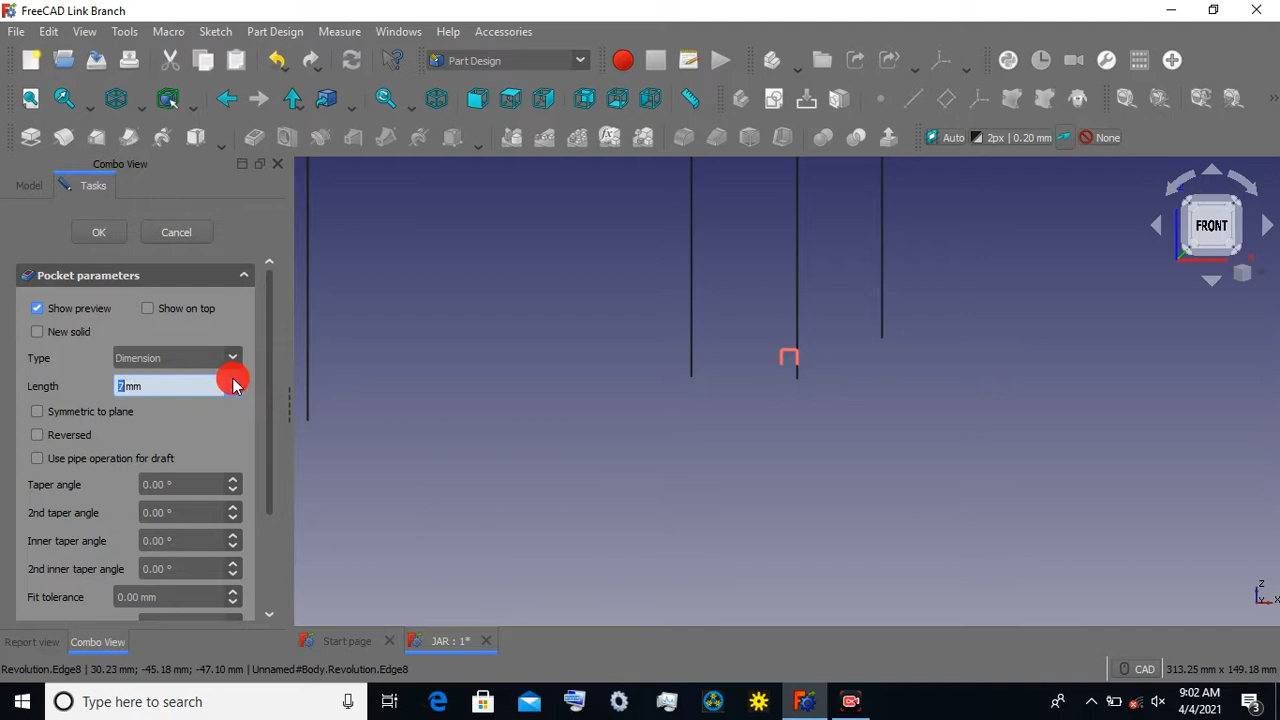 FreeCAD Link Branch
File Edit View Tools Macro Sketch Part Design Measure Windows Help Accessories
Part Design
Auto 2px | 0.20 mm None
Combo View
Model Tasks
OK Cancel
Pocket parameters
Show preview Show on top
New solid
Type Dimension
Length 7 mm
Symmetric to plane
Reversed
Use pipe operation for draft
Taper angle 0.00 °
2nd taper angle 0.00 °
Inner taper angle 0.00 °
2nd inner taper angle 0.00 °
Fit tolerance 0.00 mm
FRONT
Z
X
Report view Combo View Start page JAR : 1*
Revolution.Edge8 | 30.23 mm | -45.18 mm | -47.10 mm | Unnamed#Body.Revolution.Edge8 CAD 313.25 mm x 149.18 mm
Type here to search
9:02 AM
4/4/2021
3